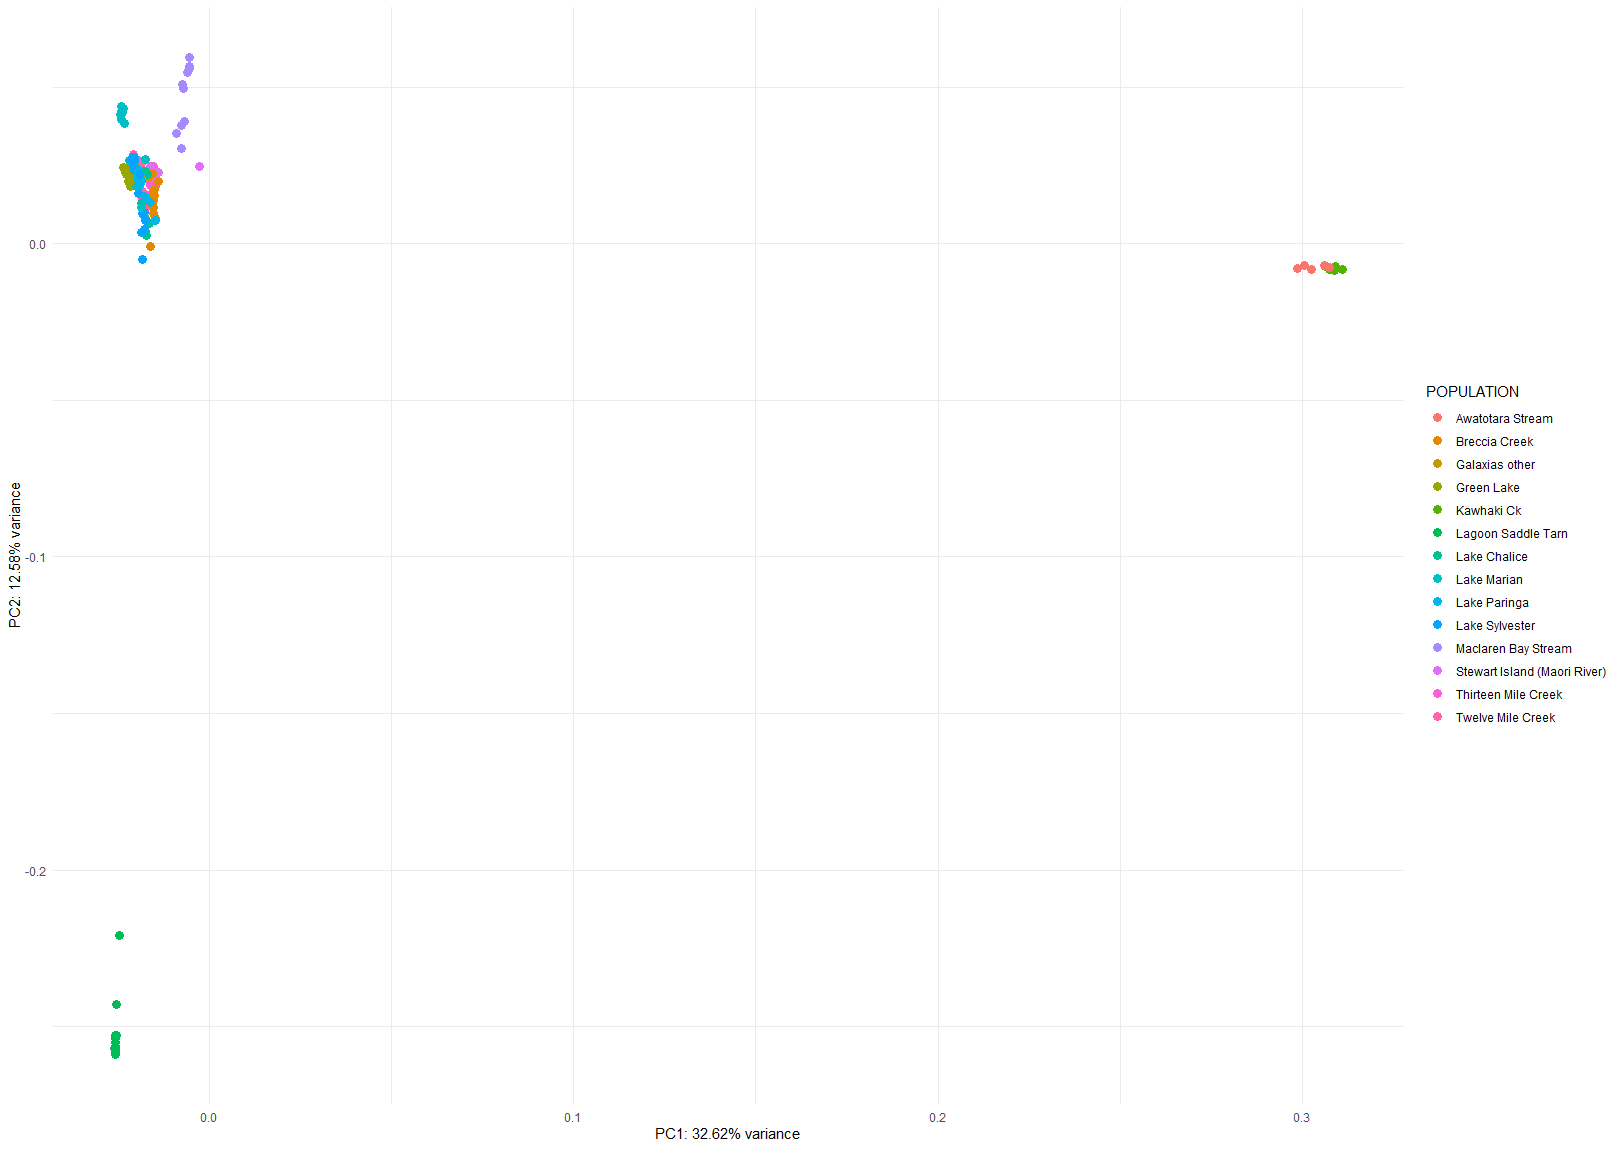 0.0
-0.1
-0.2
PC2: 12.58% variance
0.0
0.1
0.2
0.3
PC1: 32.62% variance
POPULATION
Awatotara Stream
Breccia Creek
Galaxias other
Green Lake
Kawhaki Ck
Lagoon Saddle Tarn
Lake Chalice
Lake Marian
Lake Paringa
Lake Sylvester
Maclaren Bay Stream
Stewart Island (Maori River)
Thirteen Mile Creek
Twelve Mile Creek